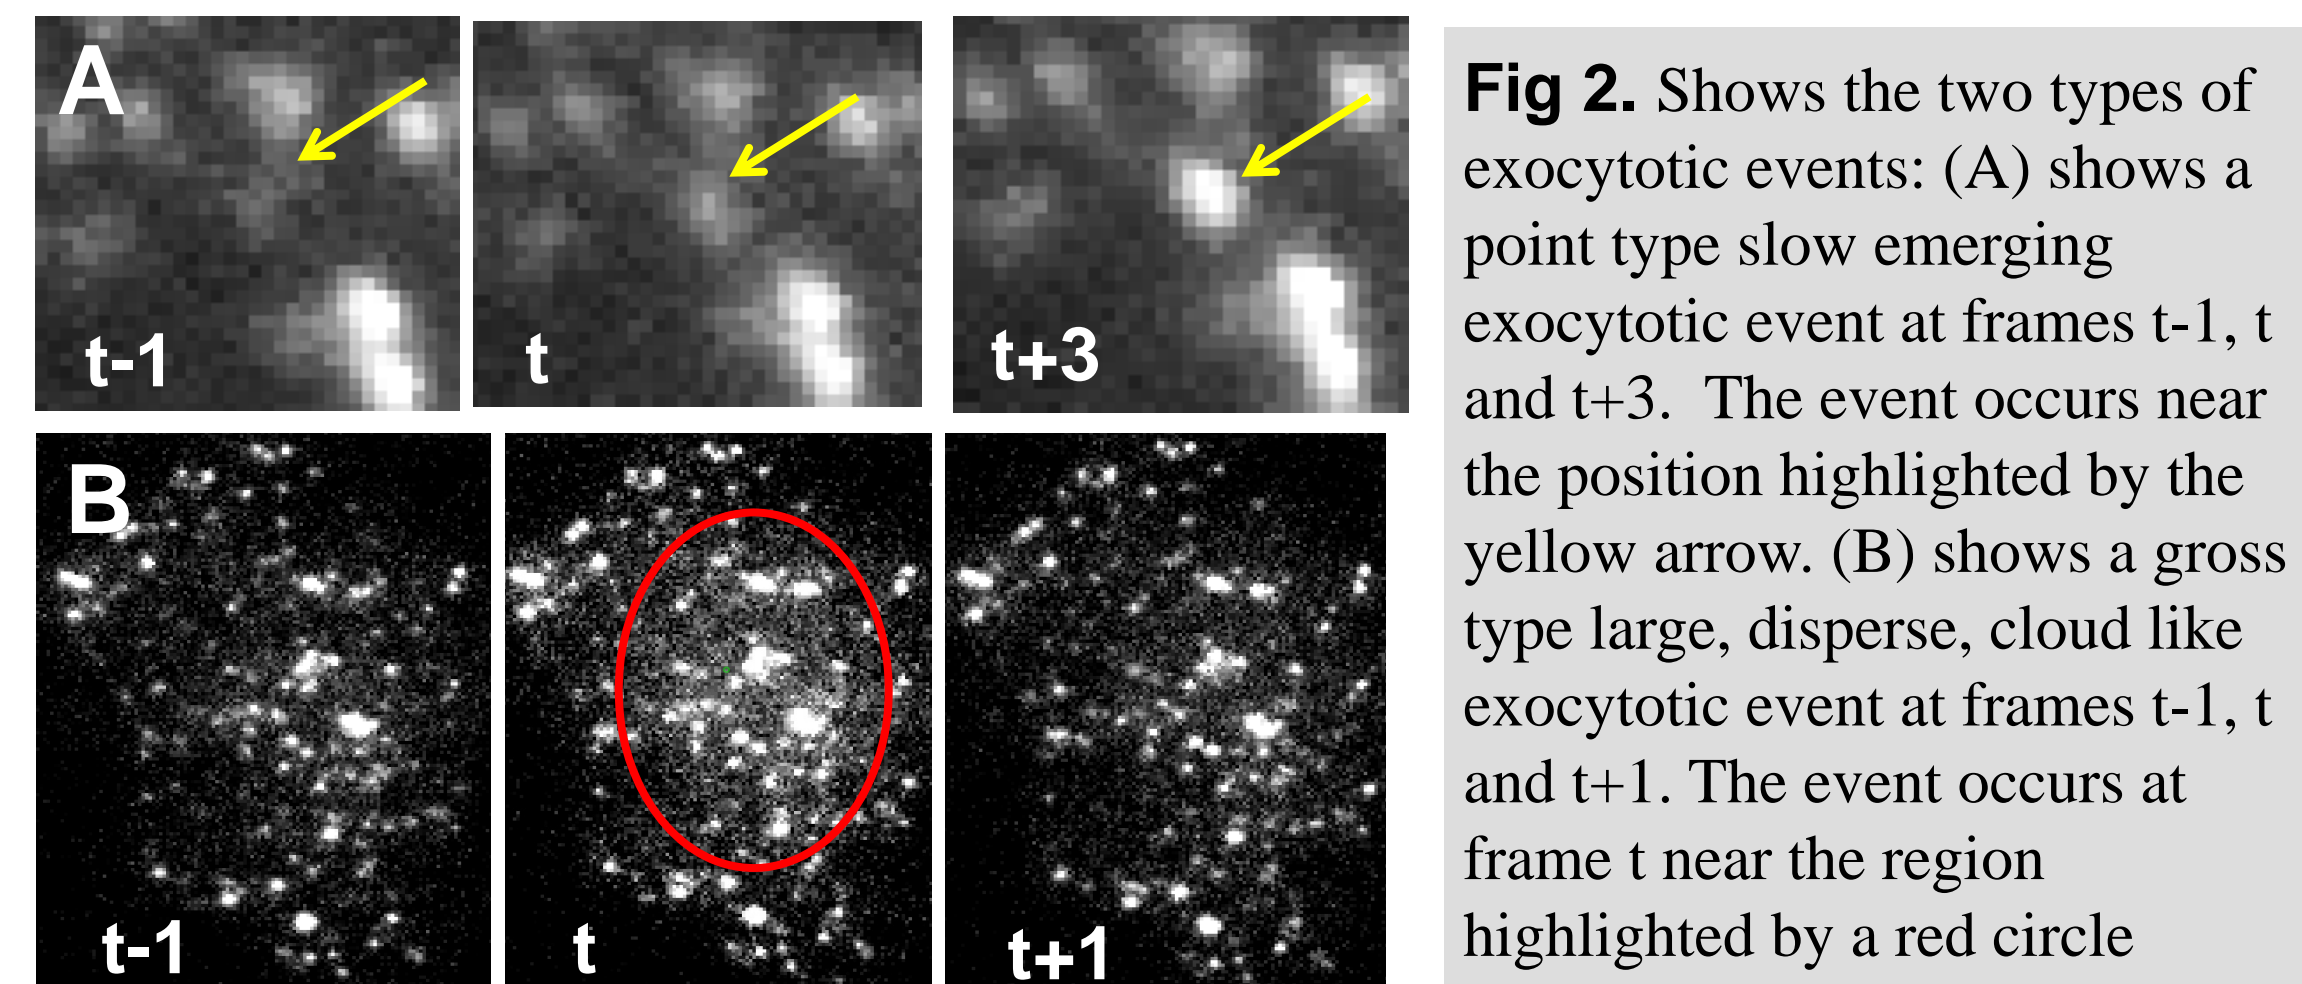 A
t-1
t
t+3
B
t-1
t
t+1
Fig 2. Shows the two types of
exocytotic events: (A) shows a
point type slow emerging
exocytotic event at frames t-1, t
and t+3.  The event occurs near
the position highlighted by the
yellow arrow. (B) shows a gross
type large, disperse, cloud like
exocytotic event at frames t-1, t
and t+1. The event occurs at
frame t near the region
highlighted by a red circle